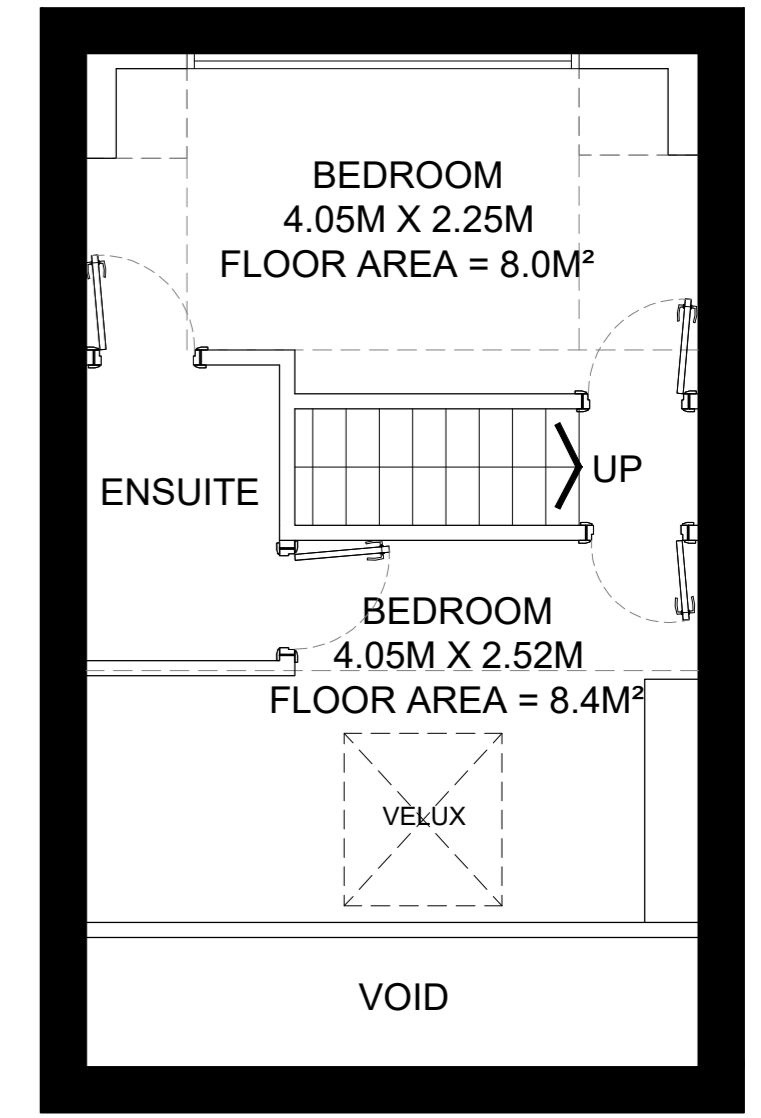 BEDROOM
4.05M X 2.25M
FLOOR AREA = 8.0M²
UP
ENSUITE
BEDROOM
4.05M X 2.52M
FLOOR AREA = 8.4M²
VELUX
VOID